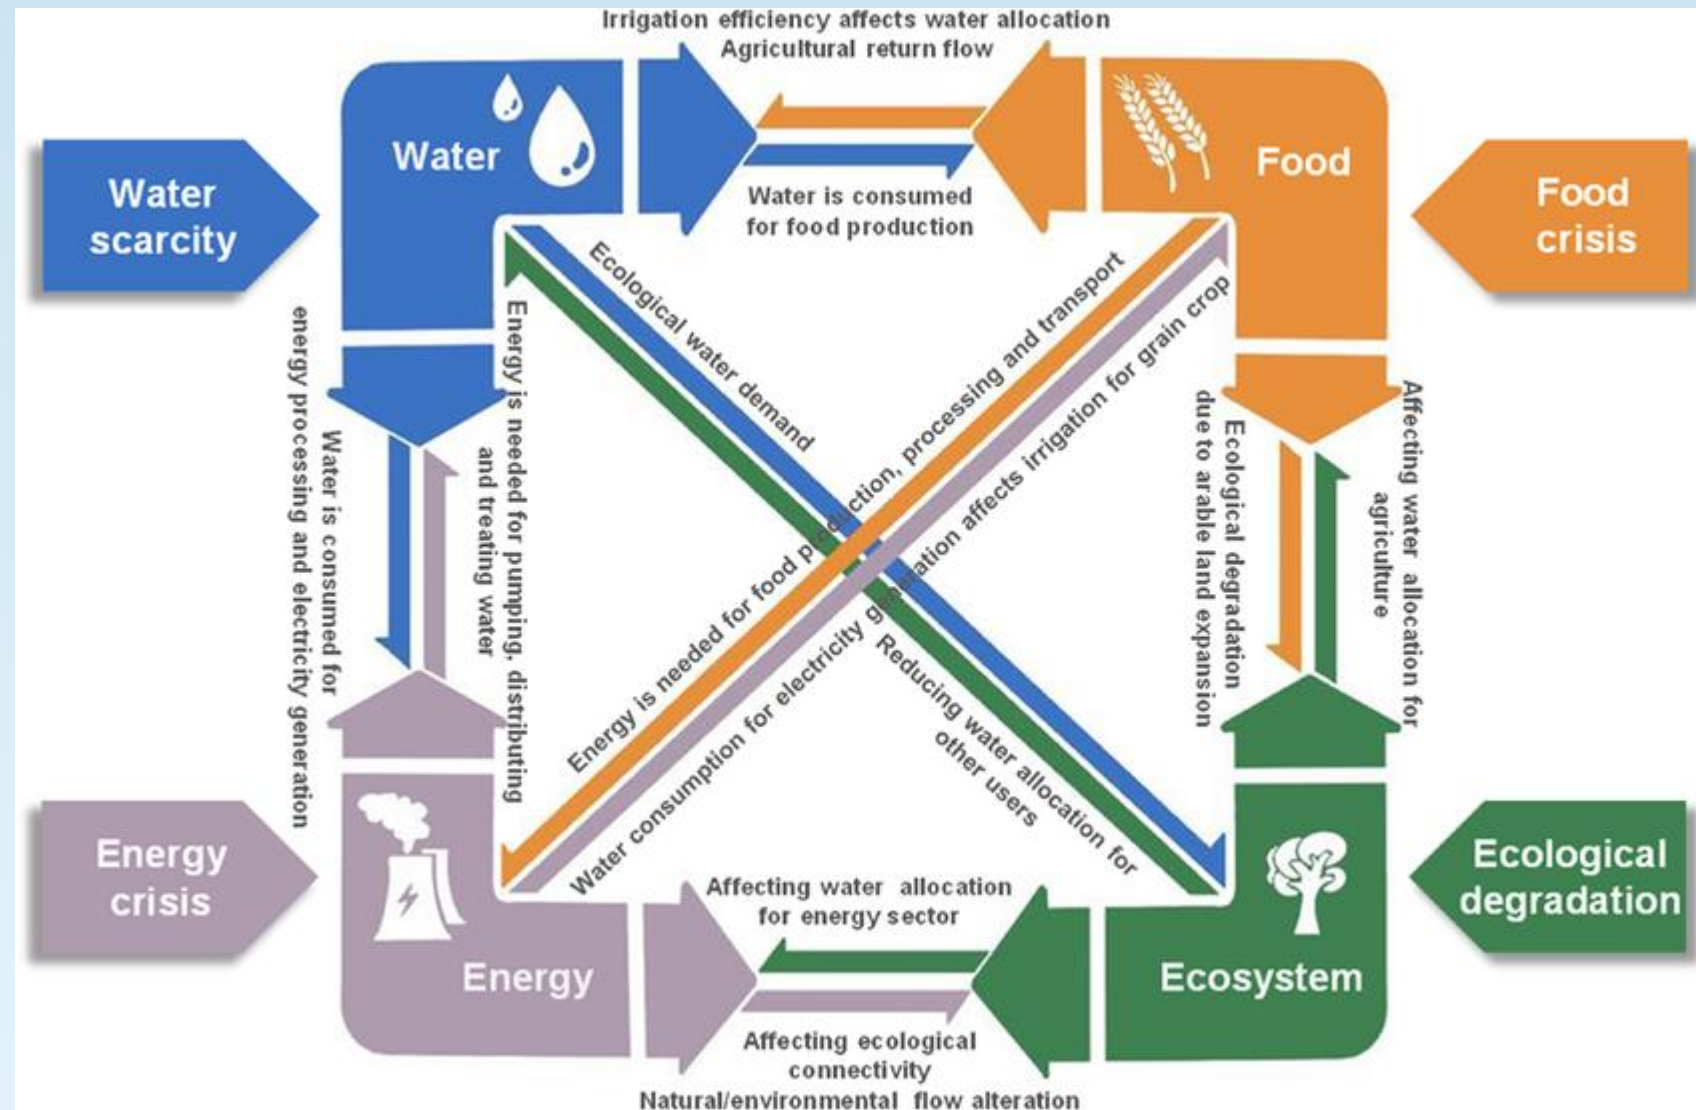 Irrigation efficiency affects water allocation
Agricultural return flow
Water
Food
Water
scarcity
Food
crisis
Water is consumed
for food production
Ecological water demand
Energy is needed for food production, processing and transport
Water consumption for electricity generation affects irrigation for grain crop
Reducing water allocation for
other users
Water is consumed for
energy processing and electricity generation
Energy is needed for pumping, distributing
and treating water
Ecological degradation
due to arable land expansion
Affecting water allocation for
agriculture
Energy
crisis
Ecological
degradation
Affecting water allocation
for energy sector
Energy
Ecosystem
Affecting ecological
connectivity
Natural/environmental flow alteration